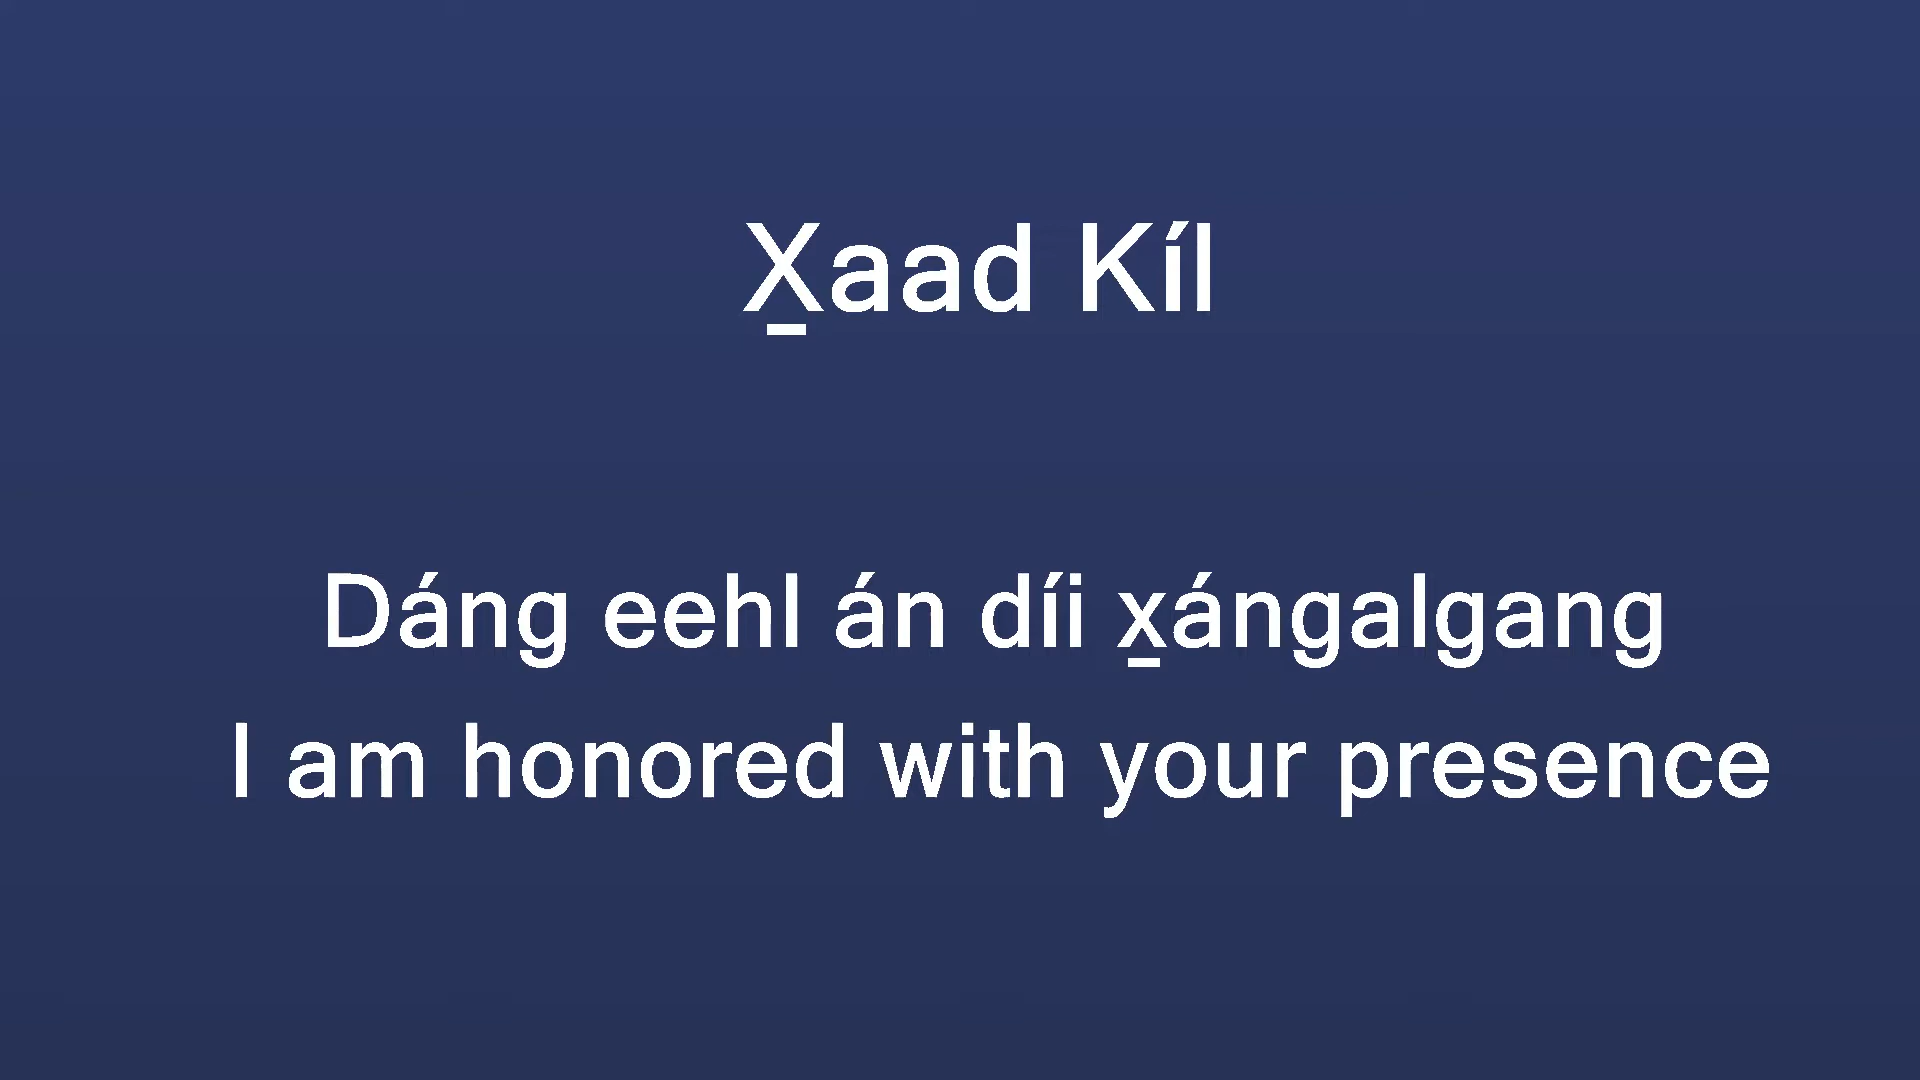 X̱aad Kíl
Dáng eehl án díi x̱ángalgang
I am honored with your presence